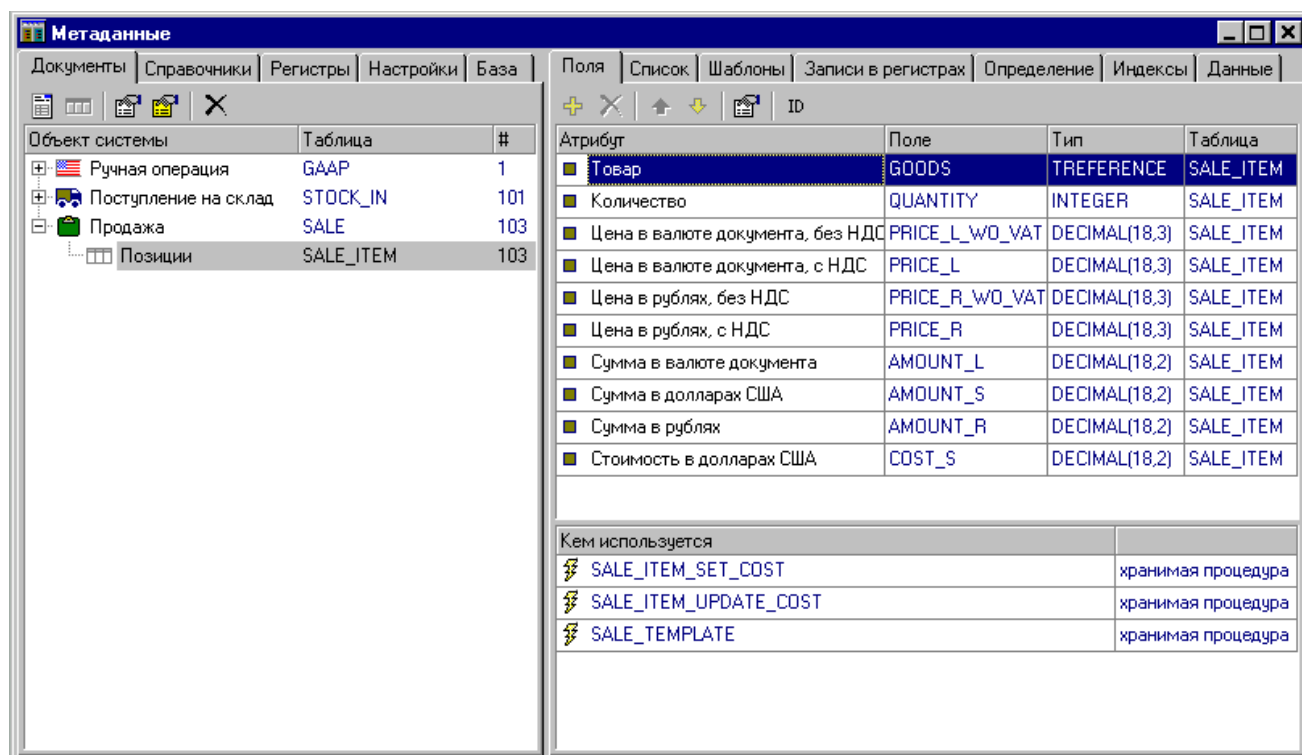 Метаданные
Документы Справочники Регистры Настройки База
Поля Список Шаблоны Записи в регистрах Определение Индексы Данные
ID
Объект системы Таблица #
Ручная операция GAAP 1
Поступление на склад STOCK_IN 101
Продажа SALE 103
Позиции SALE_ITEM 103
Атрибут Поле Тип Таблица
Товар GOODS TREFERENCE SALE_ITEM
Количество QUANTITY INTEGER SALE_ITEM
Цена в валюте документа, без НДС PRICE_L_WO_VAT DECIMAL(18,3) SALE_ITEM
Цена в валюте документа, с НДС PRICE_L DECIMAL(18,3) SALE_ITEM
Цена в рублях, без НДС PRICE_R_WO_VAT DECIMAL(18,3) SALE_ITEM
Цена в рублях, с НДС PRICE_R DECIMAL(18,3) SALE_ITEM
Сумма в валюте документа AMOUNT_L DECIMAL(18,2) SALE_ITEM
Сумма в долларах США AMOUNT_S DECIMAL(18,2) SALE_ITEM
Сумма в рублях AMOUNT_R DECIMAL(18,2) SALE_ITEM
Стоимость в долларах США COST_S DECIMAL(18,2) SALE_ITEM
Кем используется
SALE_ITEM_SET_COST хранимая процедура
SALE_ITEM_UPDATE_COST хранимая процедура
SALE_TEMPLATE хранимая процедура